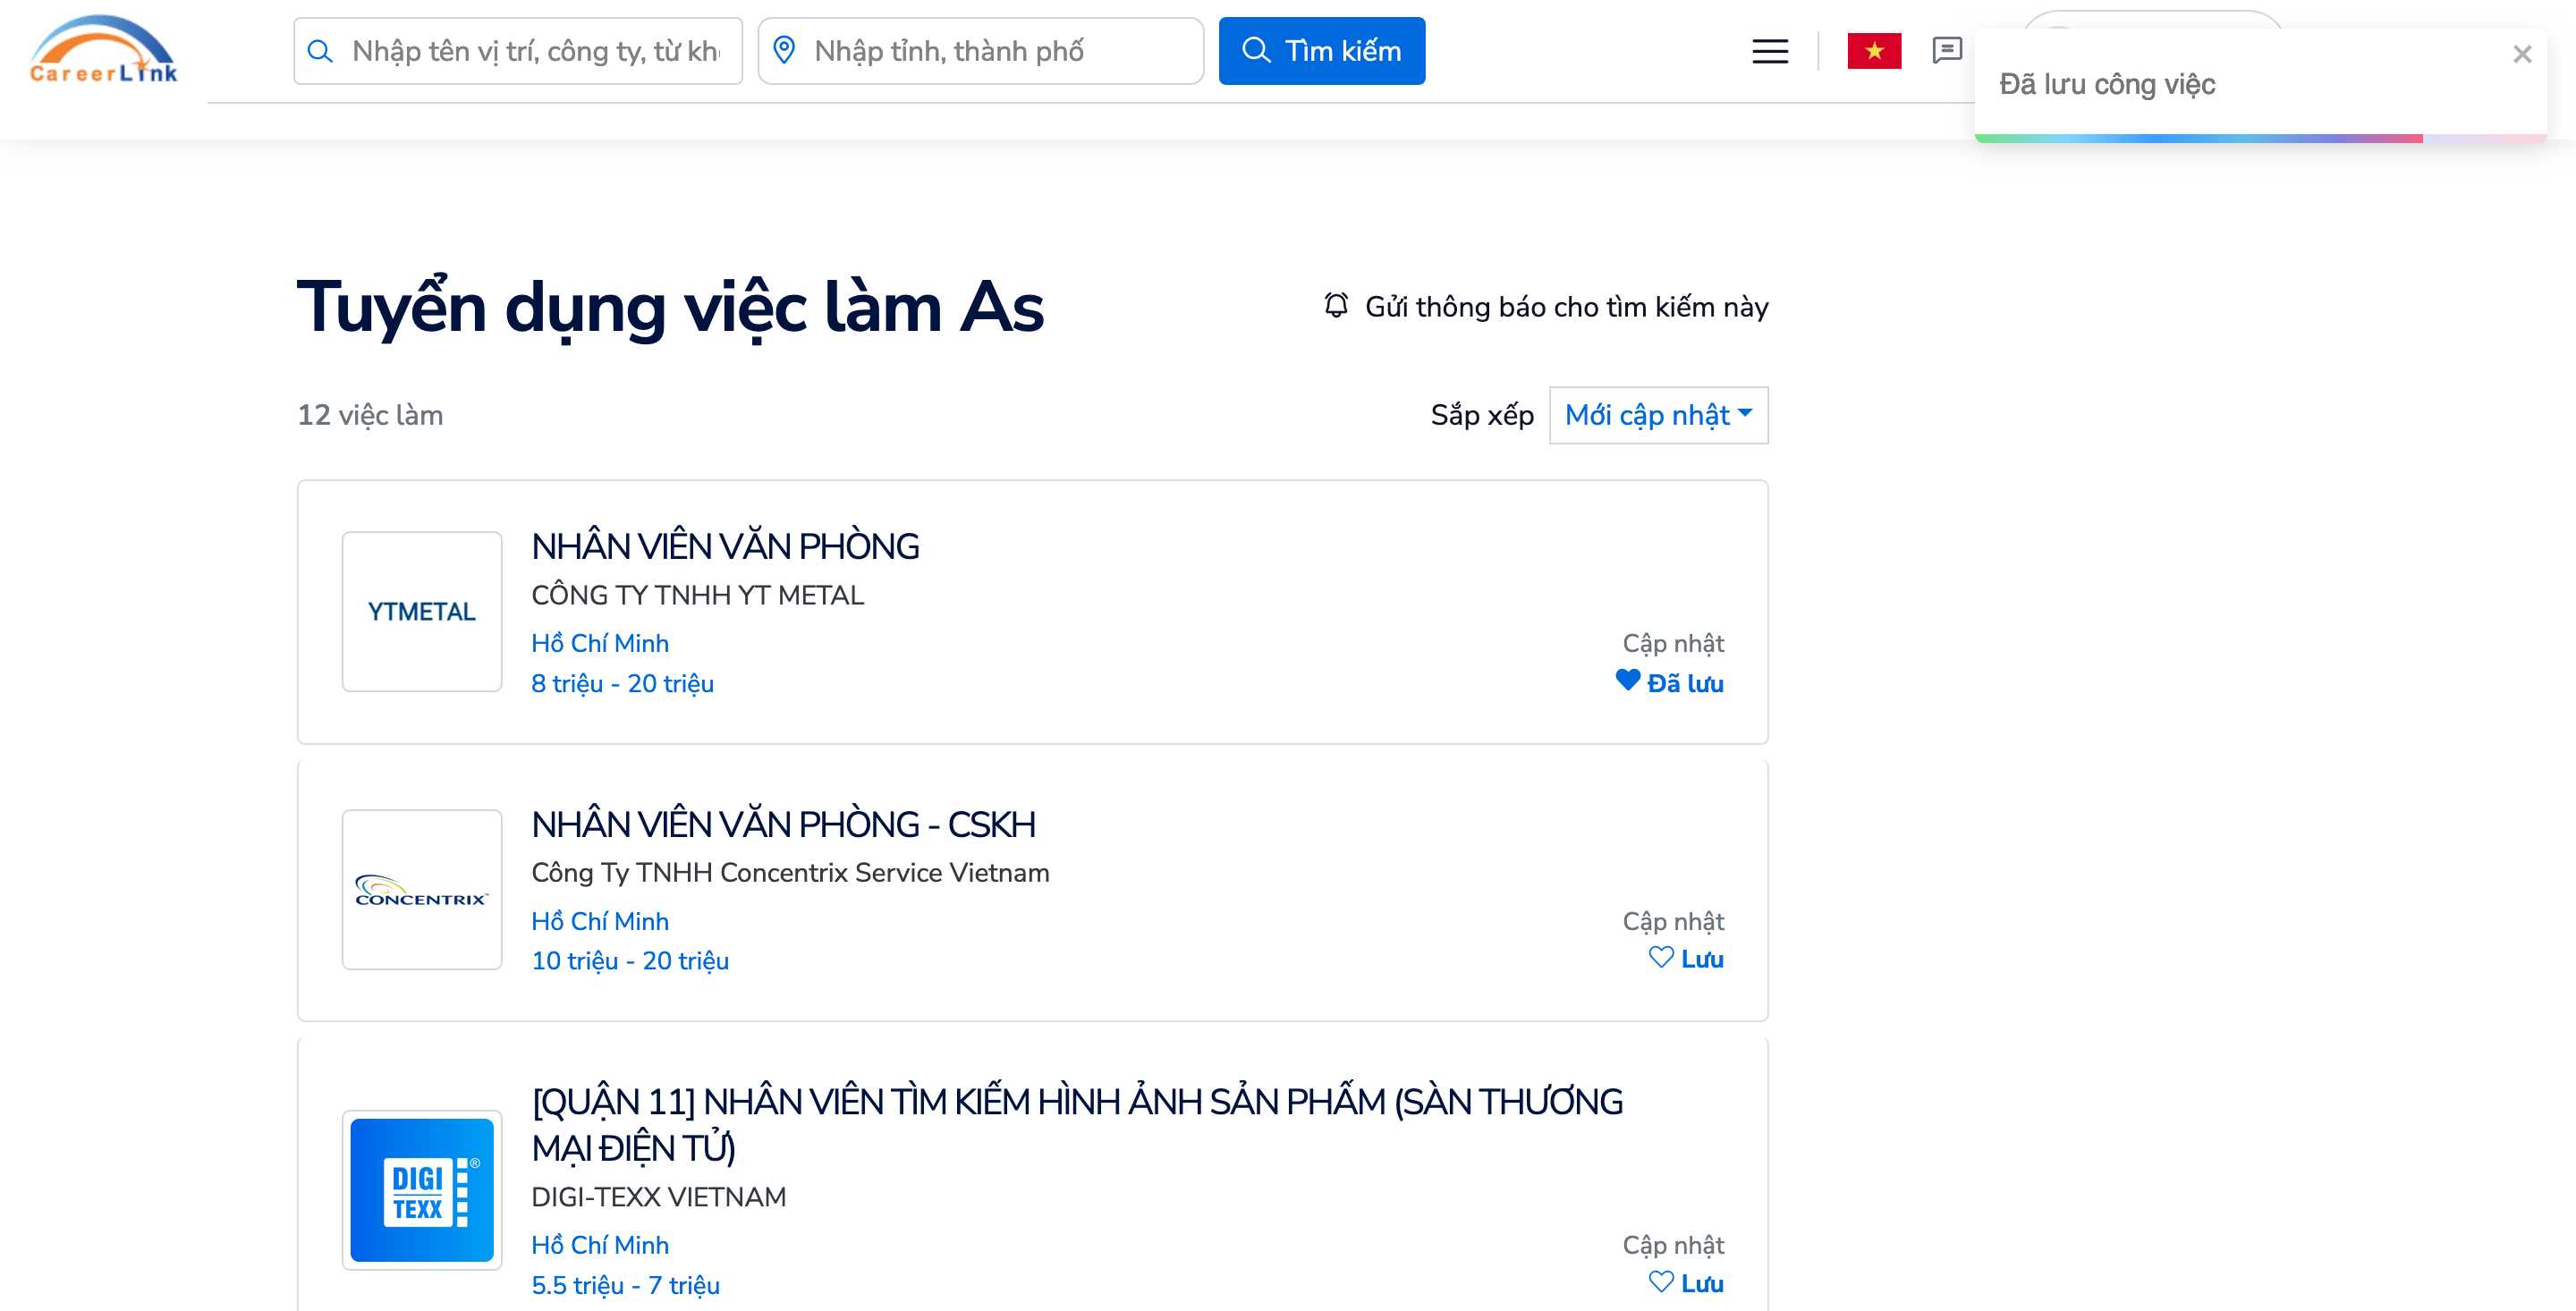 CareerLink
Nhập tên vị trí, công ty, từ kh
Nhập tỉnh, thành phố
Tìm kiếm
Đã lưu công việc
Tuyển dụng việc làm As
Gửi thông báo cho tìm kiếm này
12 việc làm
Sắp xếp
Mới cập nhật
YTMETAL
NHÂN VIÊN VĂN PHÒNG
CÔNG TY TNHH YT METAL
Hồ Chí Minh
Cập nhật
8 triệu - 20 triệu
Đã lưu
CONCENTRIX™
NHÂN VIÊN VĂN PHÒNG - CSKH
Công Ty TNHH Concentrix Service Vietnam
Hồ Chí Minh
Cập nhật
10 triệu - 20 triệu
Lưu
DIGI
TEXX ®
[QUẬN 11] NHÂN VIÊN TÌM KIẾM HÌNH ẢNH SẢN PHẨM (SÀN THƯƠNG
MẠI ĐIỆN TỬ)
DIGI-TEXX VIETNAM
Hồ Chí Minh
Cập nhật
5.5 triệu - 7 triệu
Lưu